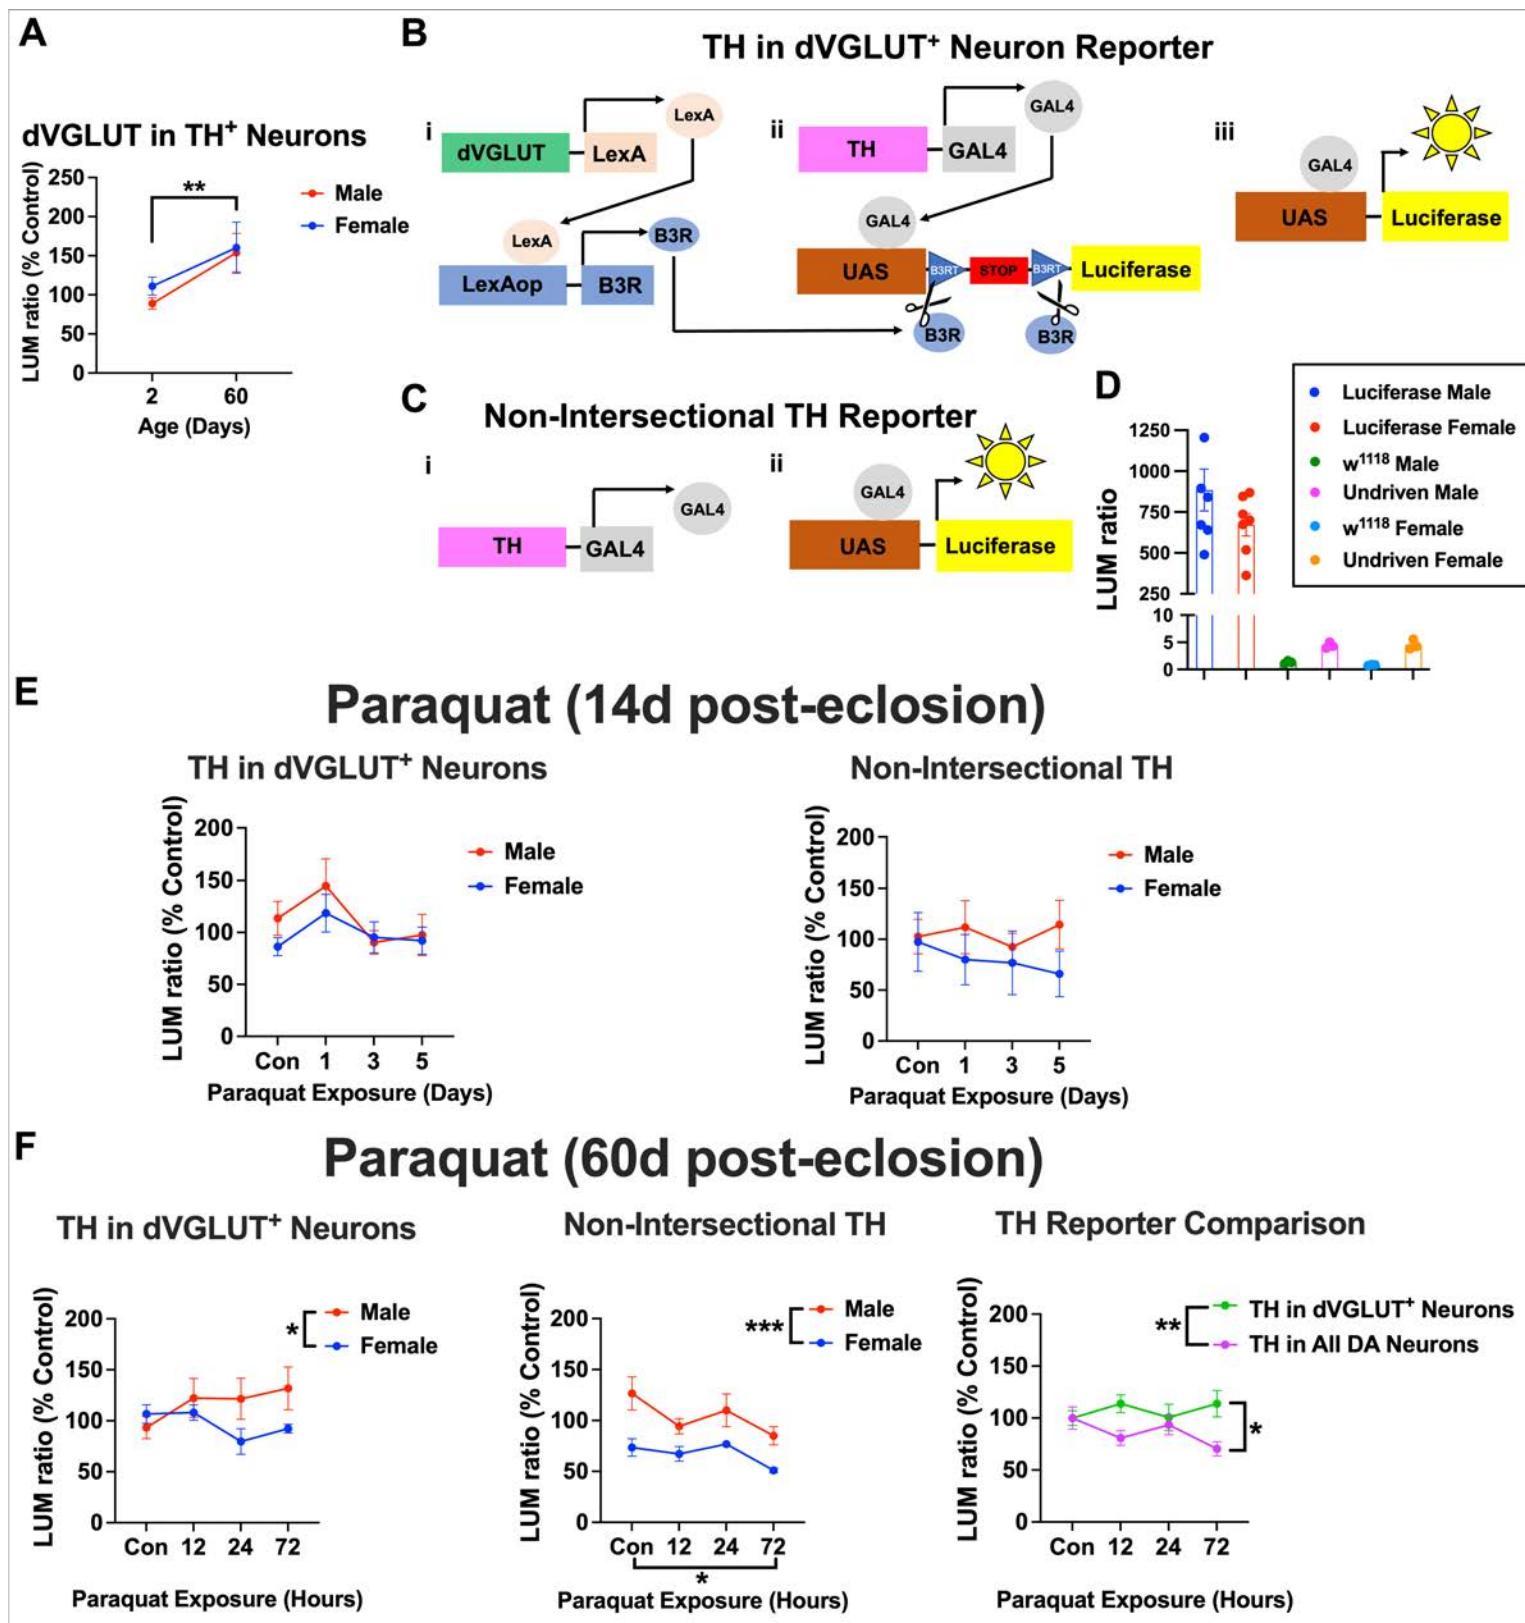 A
dVGLUT in TH+ Neurons
LUM ratio (% Control)
250
200
150
100
50
0
**
Male
Female
2 60
Age (Days)
B
TH in dVGLUT+ Neuron Reporter
i
dVGLUT
LexA
LexA
LexA
LexAop
B3R
B3R
ii
TH
GAL4
GAL4
GAL4
UAS
B3RT
STOP
B3RT
Luciferase
B3R
B3R
iii
GAL4
UAS
Luciferase
C
Non-Intersectional TH Reporter
i
TH
GAL4
GAL4
ii
GAL4
UAS
Luciferase
D
LUM ratio
1250
1000
750
500
250
10
5
0
Luciferase Male
Luciferase Female
w1118 Male
Undriven Male
w1118 Female
Undriven Female
E
Paraquat (14d post-eclosion)
TH in dVGLUT+ Neurons
LUM ratio (% Control)
200
150
100
50
0
Male
Female
Con 1 3 5
Paraquat Exposure (Days)
Non-Intersectional TH
LUM ratio (% Control)
200
150
100
50
0
Male
Female
Con 1 3 5
Paraquat Exposure (Days)
F
Paraquat (60d post-eclosion)
TH in dVGLUT+ Neurons
LUM ratio (% Control)
200
150
100
50
0
*
Male
Female
Con 12 24 72
Paraquat Exposure (Hours)
Non-Intersectional TH
LUM ratio (% Control)
200
150
100
50
0
***
Male
Female
Con 12 24 72
*
Paraquat Exposure (Hours)
TH Reporter Comparison
LUM ratio (% Control)
200
150
100
50
0
**
TH in dVGLUT+ Neurons
TH in All DA Neurons
*
Con 12 24 72
Paraquat Exposure (Hours)